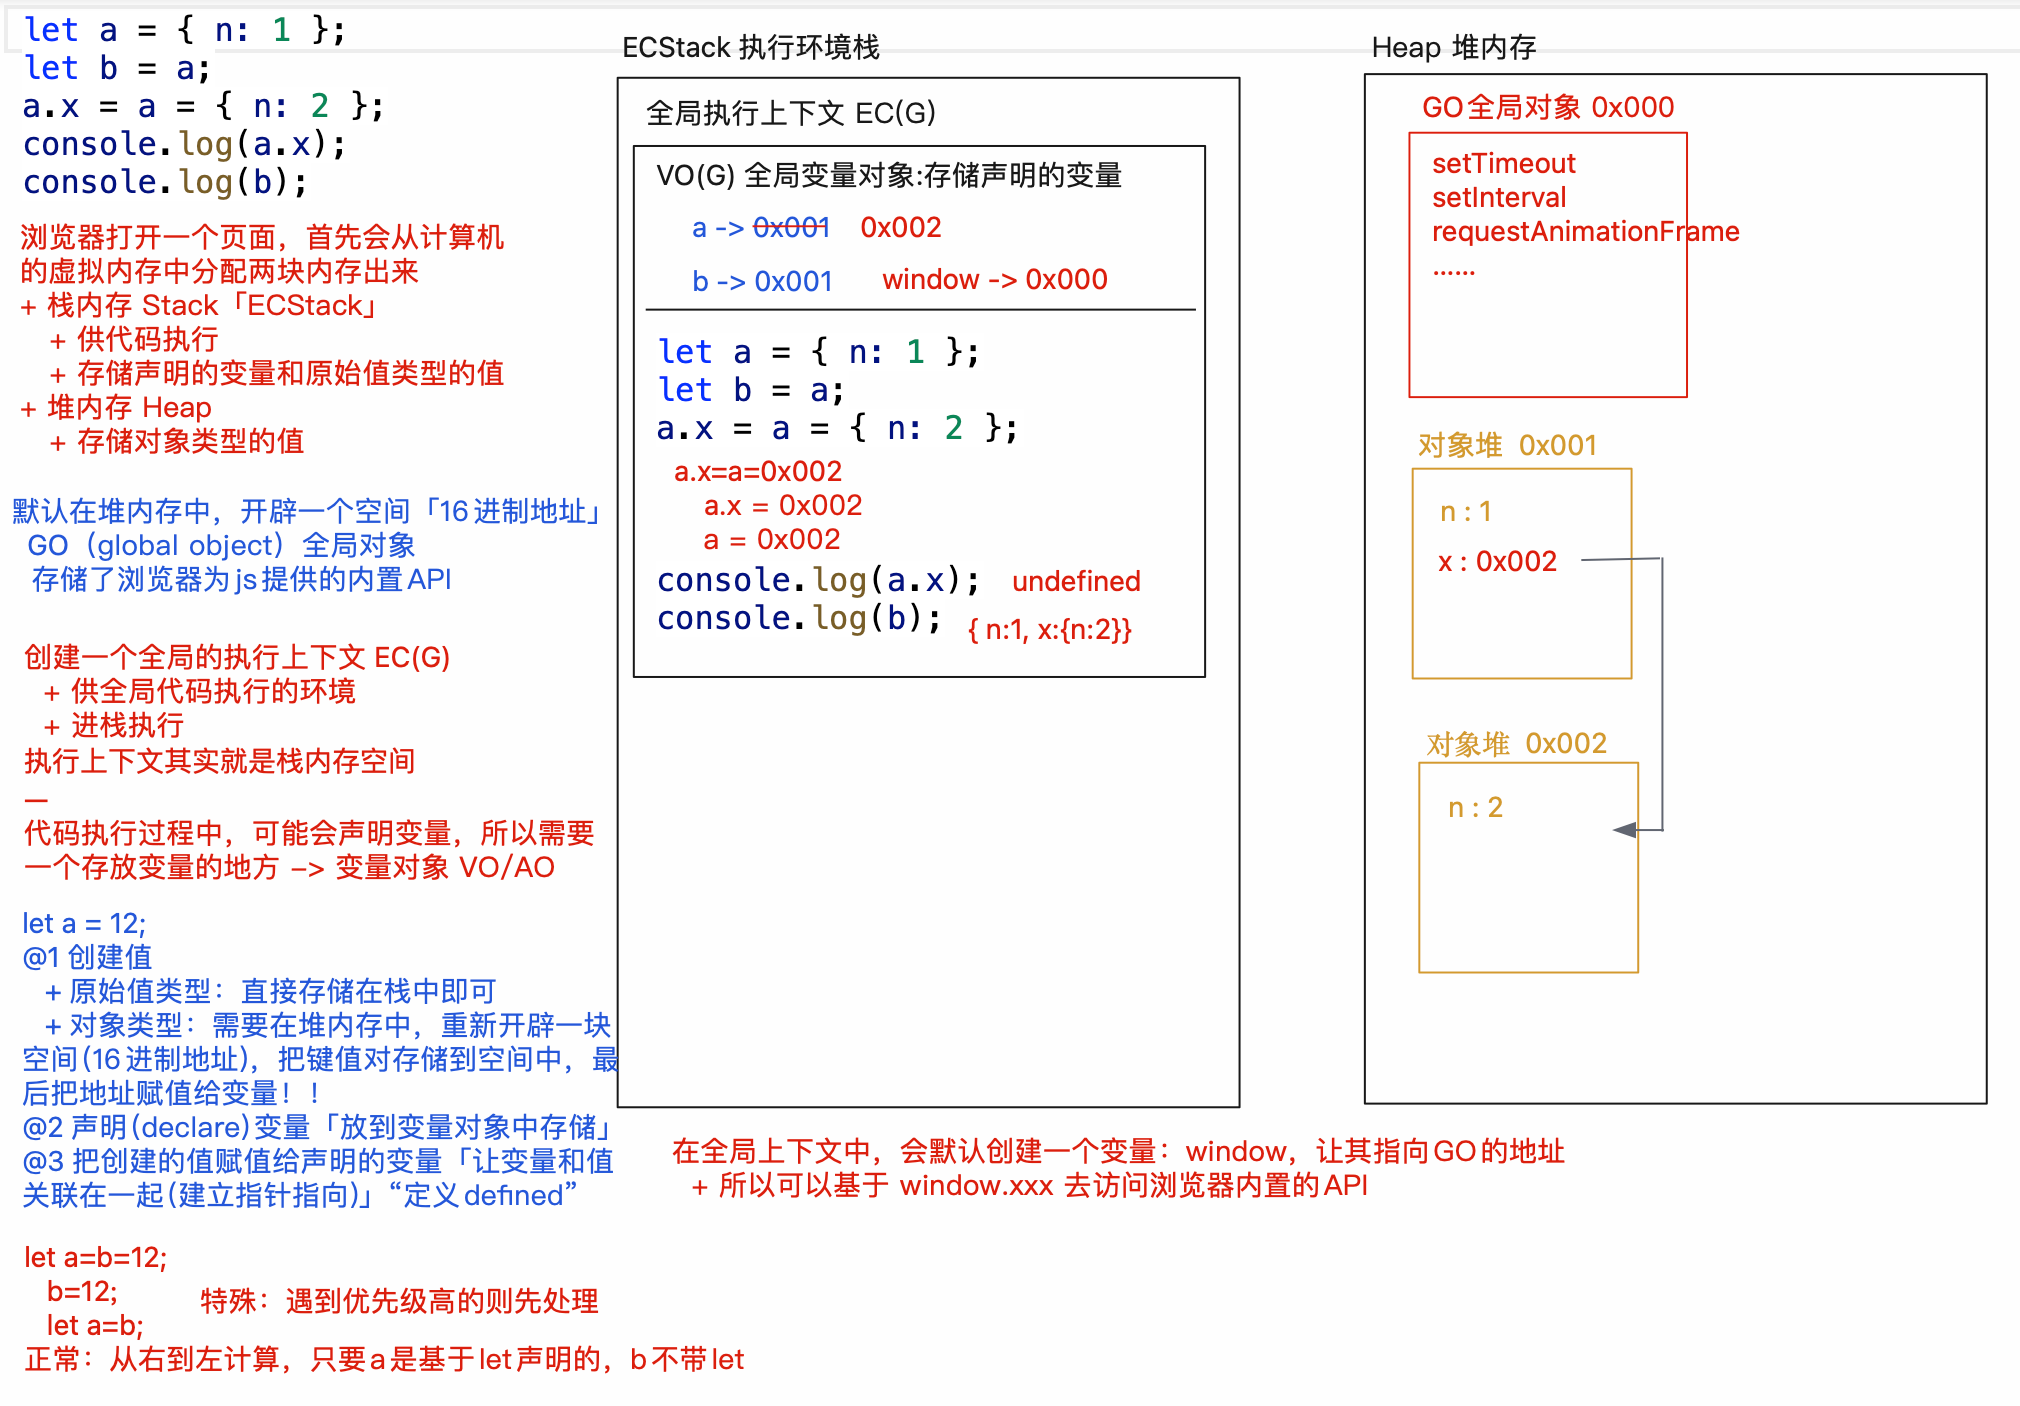 let a = { n: 1 };
let b = a;
a.x = a = { n: 2 };
console.log(a.x);
console.log(b);
浏览器打开一个页面，首先会从计算机
的虚拟内存中分配两块内存出来
+ 栈内存 Stack「ECStack」
+ 供代码执行
+ 存储声明的变量和原始值类型的值
+ 堆内存 Heap
+ 存储对象类型的值
默认在堆内存中，开辟一个空间「16进制地址」
GO（global object）全局对象
存储了浏览器为js提供的内置API
创建一个全局的执行上下文 EC(G)
+ 供全局代码执行的环境
+ 进栈执行
执行上下文其实就是栈内存空间
—
代码执行过程中，可能会声明变量，所以需要
一个存放变量的地方 –> 变量对象 VO/AO
let a = 12;
@1 创建值
+ 原始值类型：直接存储在栈中即可
+ 对象类型：需要在堆内存中，重新开辟一块
空间(16进制地址)，把键值对存储到空间中，最
后把地址赋值给变量！！
@2 声明(declare)变量「放到变量对象中存储」
@3 把创建的值赋值给声明的变量「让变量和值
关联在一起(建立指针指向)」“定义defined”
let a=b=12;
b=12;
let a=b;
特殊：遇到优先级高的则先处理
正常：从右到左计算，只要a是基于let声明的，b不带let
ECStack 执行环境栈
全局执行上下文 EC(G)
VO(G) 全局变量对象:存储声明的变量
a -> 0x001 0x002
b -> 0x001 window -> 0x000
let a = { n: 1 };
let b = a;
a.x = a = { n: 2 };
a.x=a=0x002
a.x = 0x002
a = 0x002
console.log(a.x); undefined
console.log(b); { n:1, x:{n:2}}
在全局上下文中，会默认创建一个变量：window，让其指向GO的地址
+ 所以可以基于 window.xxx 去访问浏览器内置的API
Heap 堆内存
GO全局对象 0x000
setTimeout
setInterval
requestAnimationFrame
......
对象堆 0x001
n : 1
x : 0x002
对象堆 0x002
n : 2